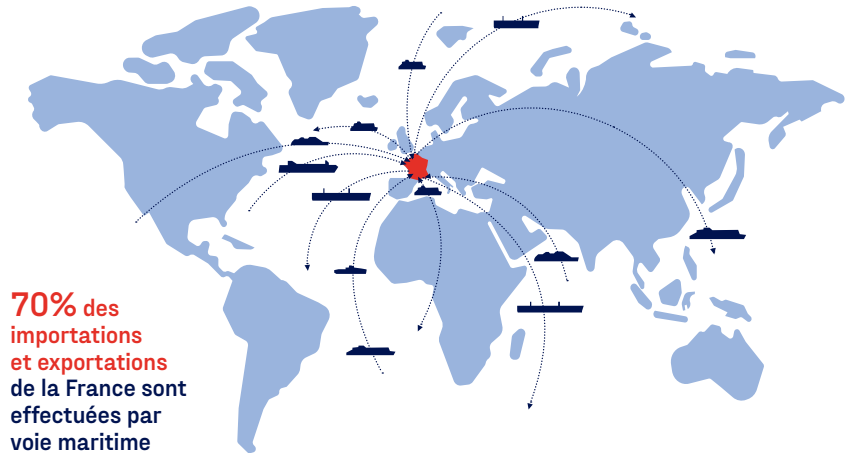 70% des
importations
et exportations
de la France sont
effectuées par
voie maritime